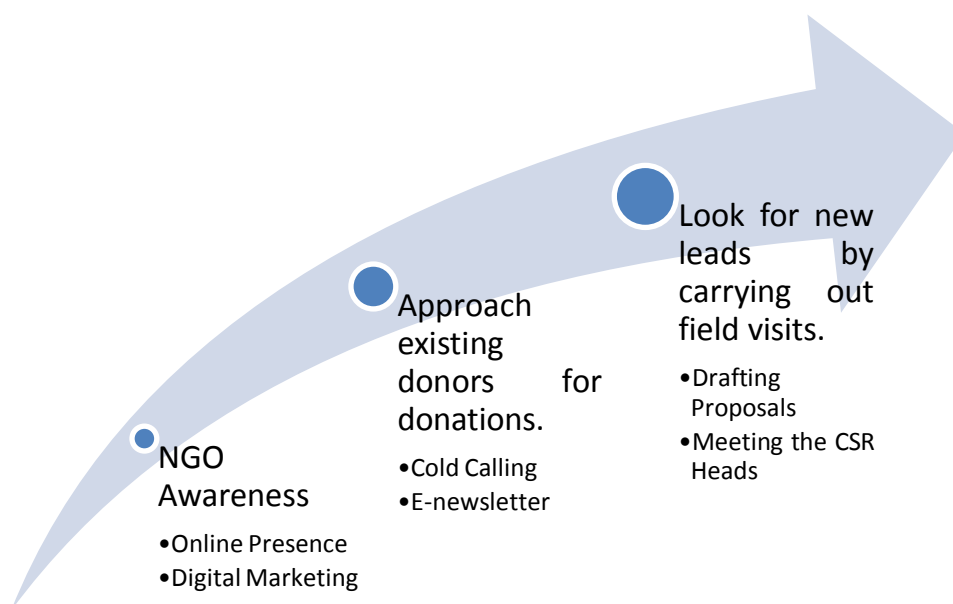 NGO
Awareness
•Online Presence
•Digital Marketing
Approach
existing
donors for
donations.
•Cold Calling
•E-newsletter
Look for new
leads by
carrying out
field visits.
•Drafting
Proposals
•Meeting the CSR
Heads